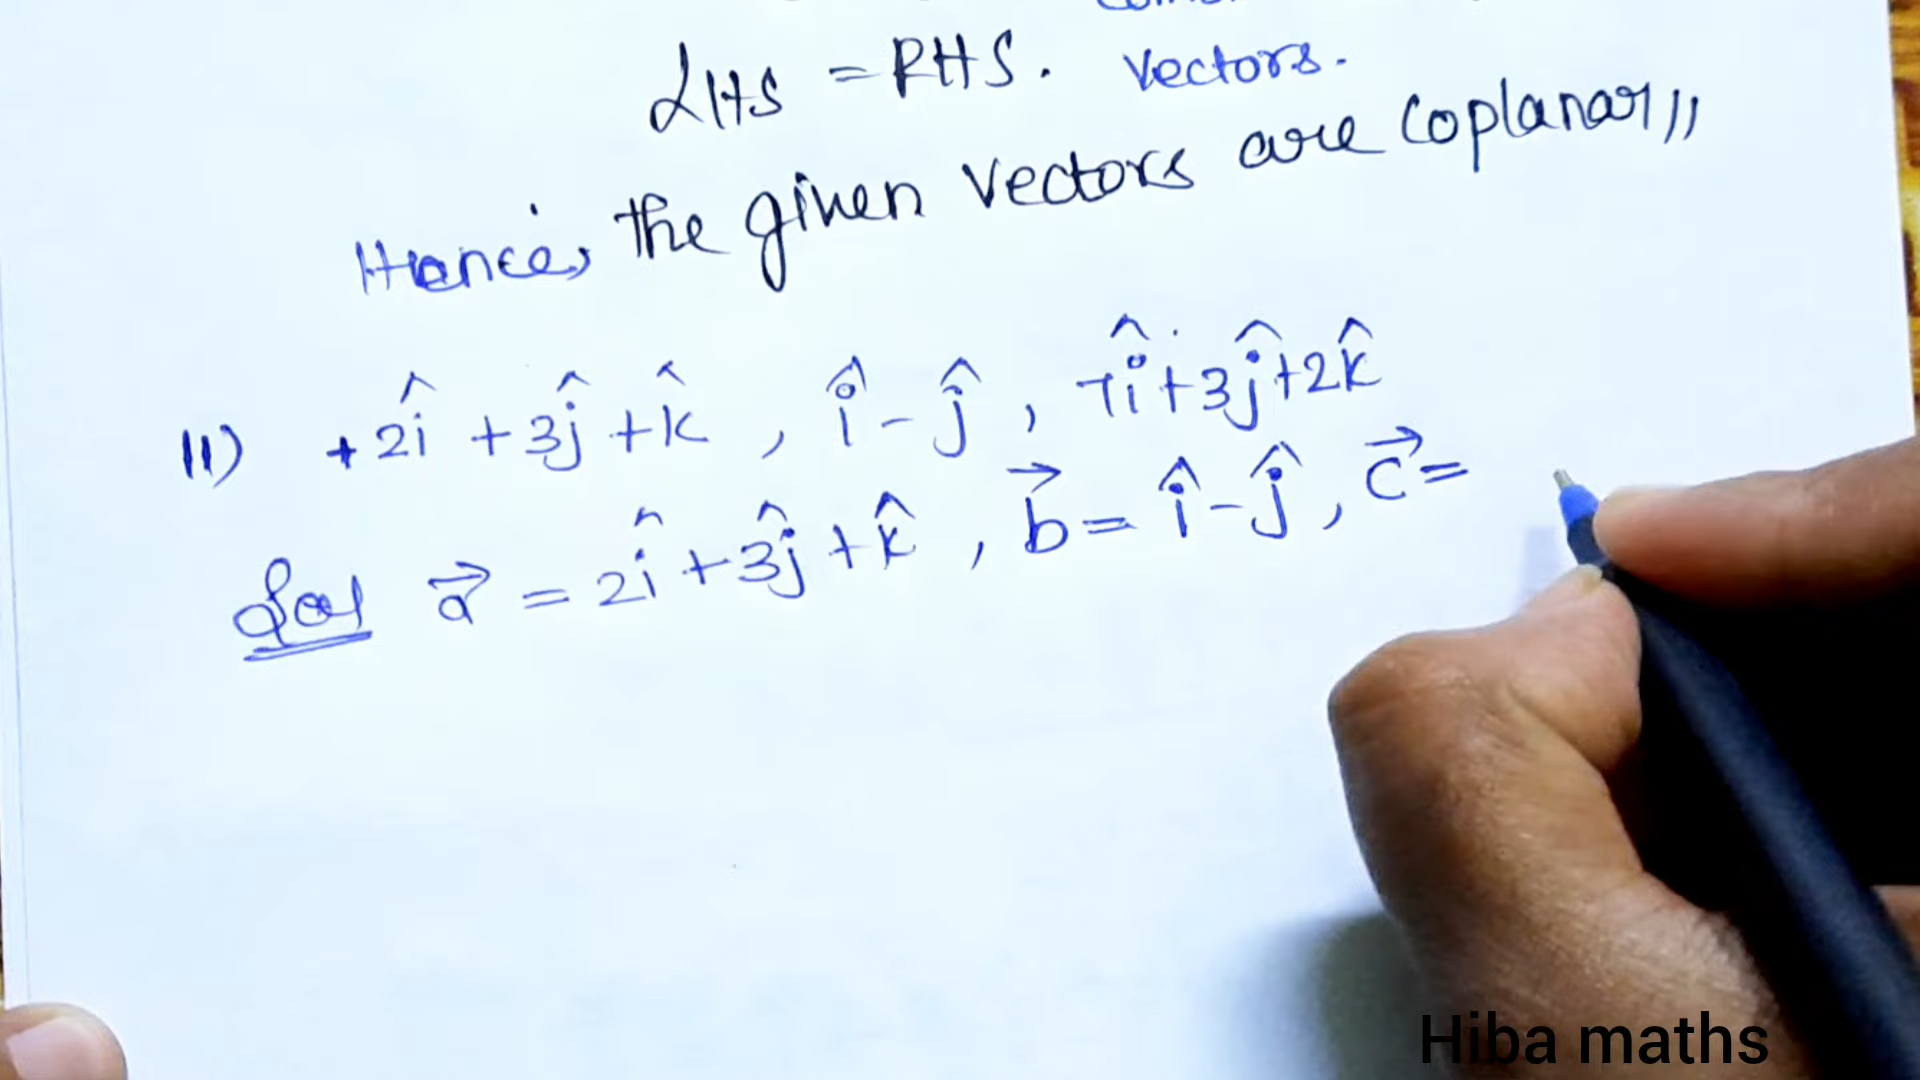 LHS = RHS. Vectors.
Hence, the given vectors are coplanar //
11) +2î + 3ĵ + k̂ , î - ĵ , 7î + 3ĵ + 2k̂
Sol a⃗ = 2î + 3ĵ + k̂ , b⃗ = î - ĵ , c⃗ =
Hiba maths